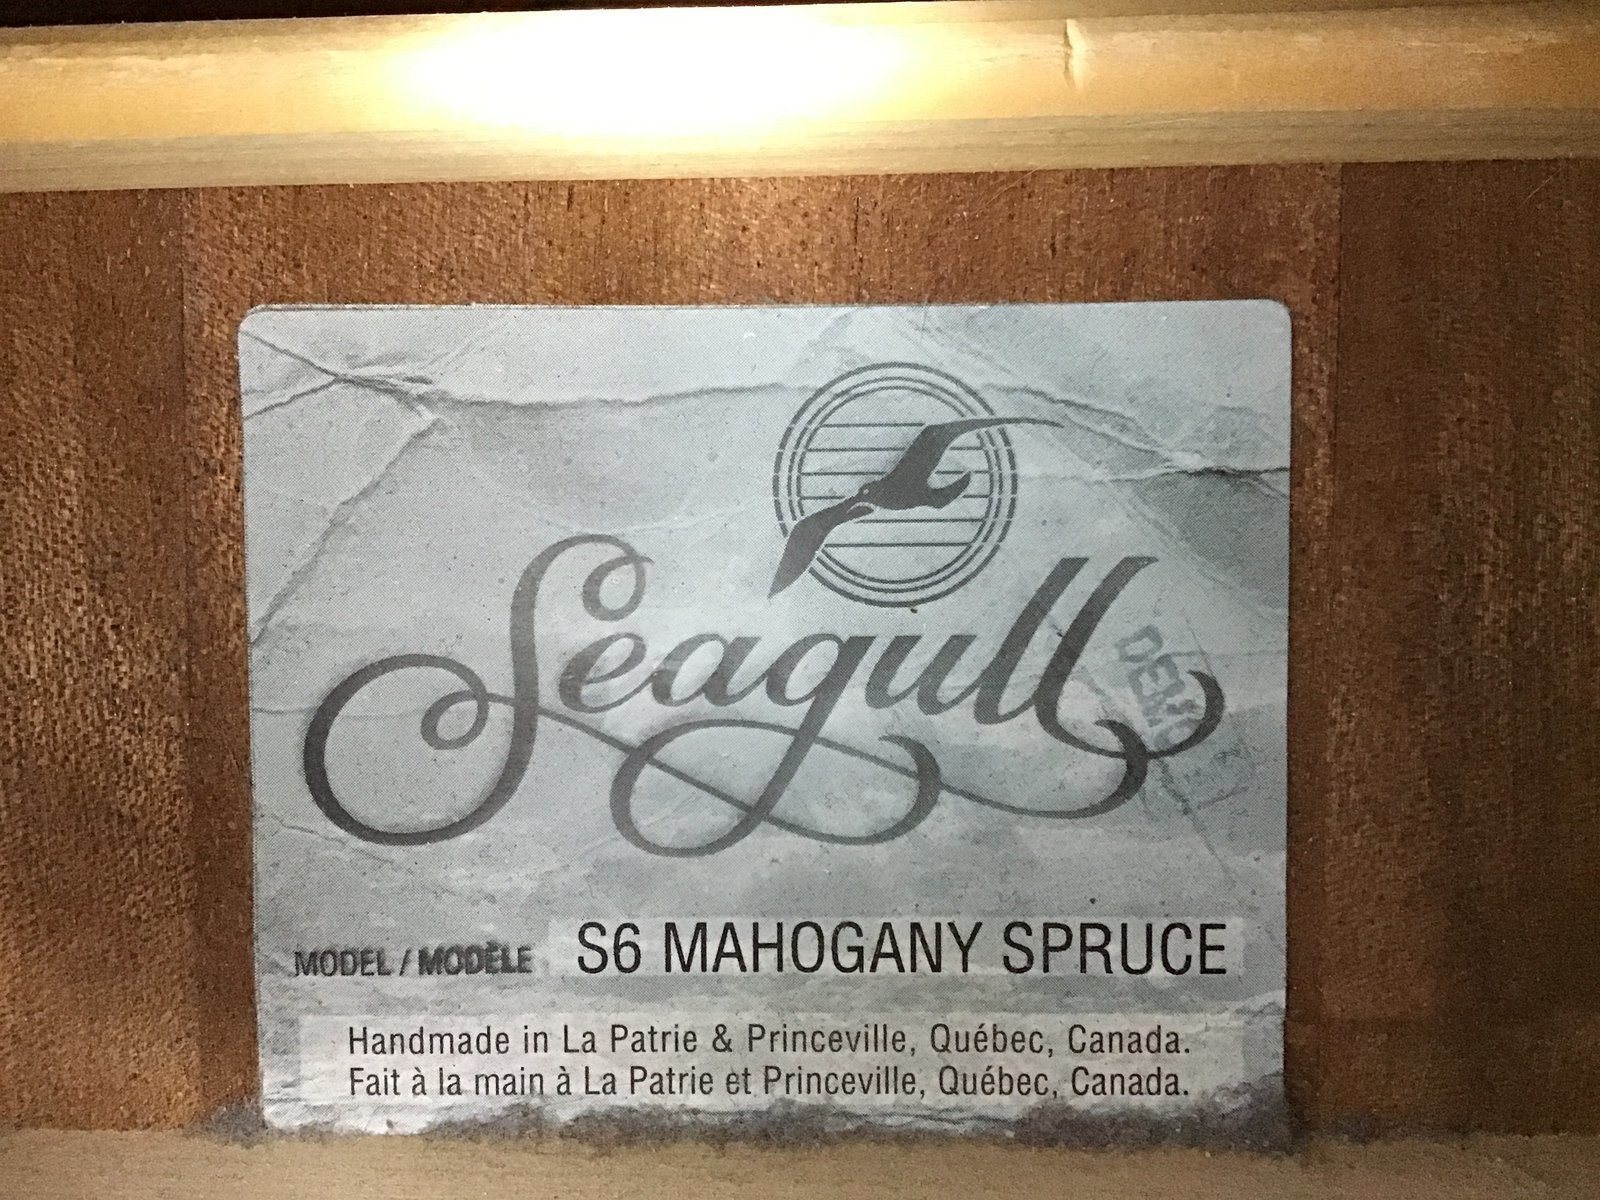 Seagull
DEMO
MODEL / MODÈLE S6 MAHOGANY SPRUCE
Handmade in La Patrie & Princeville, Québec, Canada.
Fait à la main à La Patrie et Princeville, Québec, Canada.